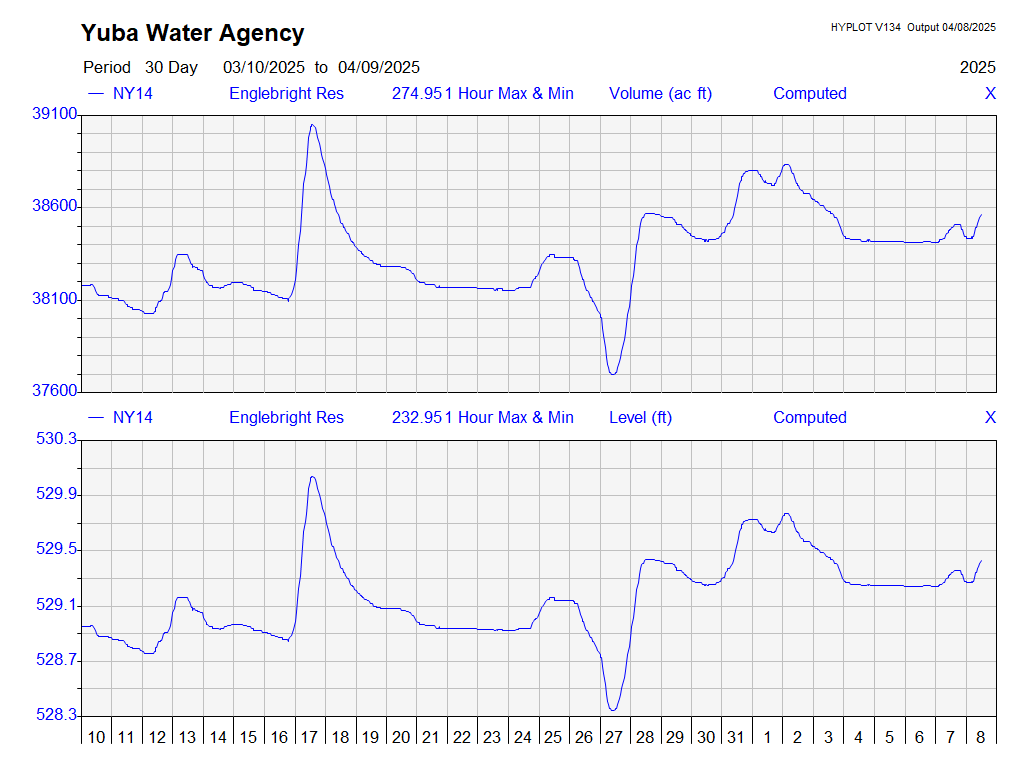 Yuba Water Agency
HYPLOT V134 Output 04/08/2025
Period 30 Day 03/10/2025 to 04/09/2025 2025
NY14 Englebright Res 274.951 Hour Max & Min Volume (ac ft) Computed X
39100
38600
38100
37600
NY14 Englebright Res 232.951 Hour Max & Min Level (ft) Computed X
530.3
529.9
529.5
529.1
528.7
528.3
10 11 12 13 14 15 16 17 18 19 20 21 22 23 24 25 26 27 28 29 30 31 1 2 3 4 5 6 7 8